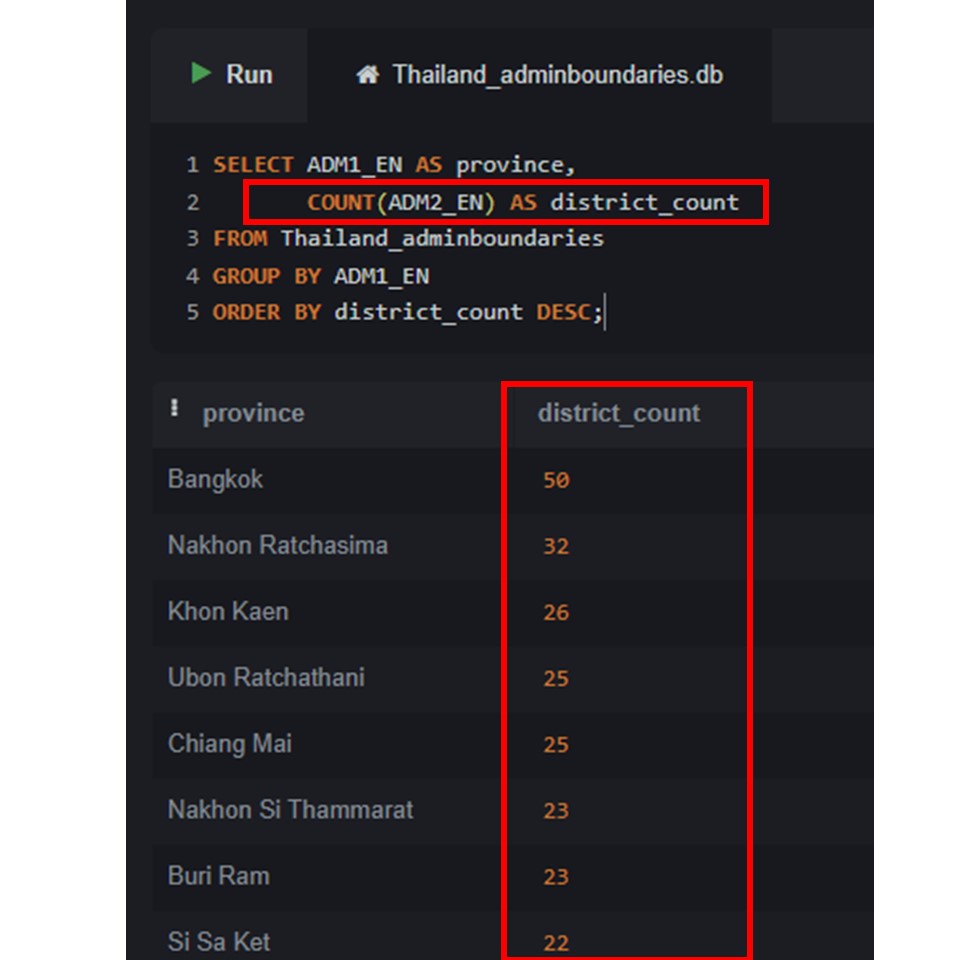 Run Thailand_adminboundaries.db
1 SELECT ADM1_EN AS province,
2 COUNT(ADM2_EN) AS district_count
3 FROM Thailand_adminboundaries
4 GROUP BY ADM1_EN
5 ORDER BY district_count DESC;
province district_count
Bangkok 50
Nakhon Ratchasima 32
Khon Kaen 26
Ubon Ratchathani 25
Chiang Mai 25
Nakhon Si Thammarat 23
Buri Ram 23
Si Sa Ket 22